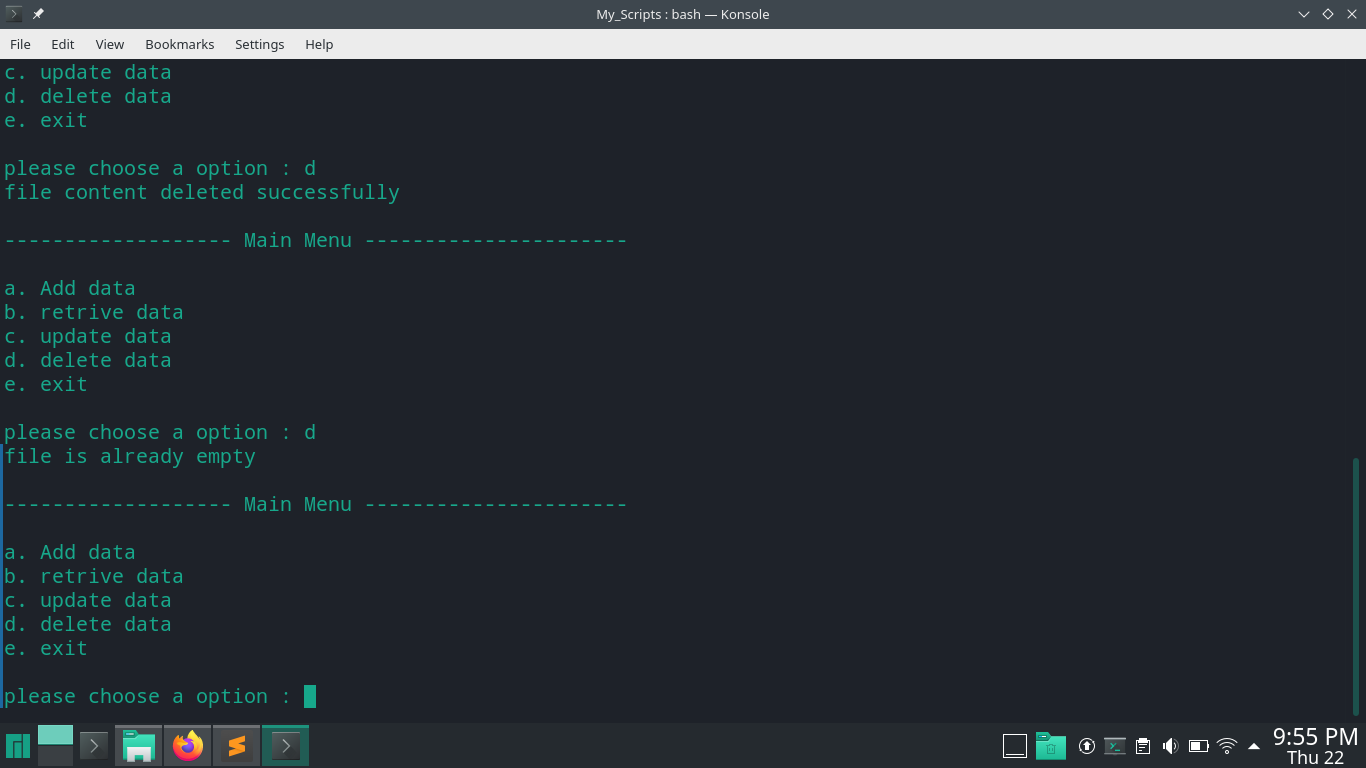 My_Scripts : bash — Konsole
File Edit View Bookmarks Settings Help
c. update data
d. delete data
e. exit
please choose a option : d
file content deleted successfully
------------------- Main Menu ----------------------
a. Add data
b. retrive data
c. update data
d. delete data
e. exit
please choose a option : d
file is already empty
------------------- Main Menu ----------------------
a. Add data
b. retrive data
c. update data
d. delete data
e. exit
please choose a option :
9:55 PM
Thu 22